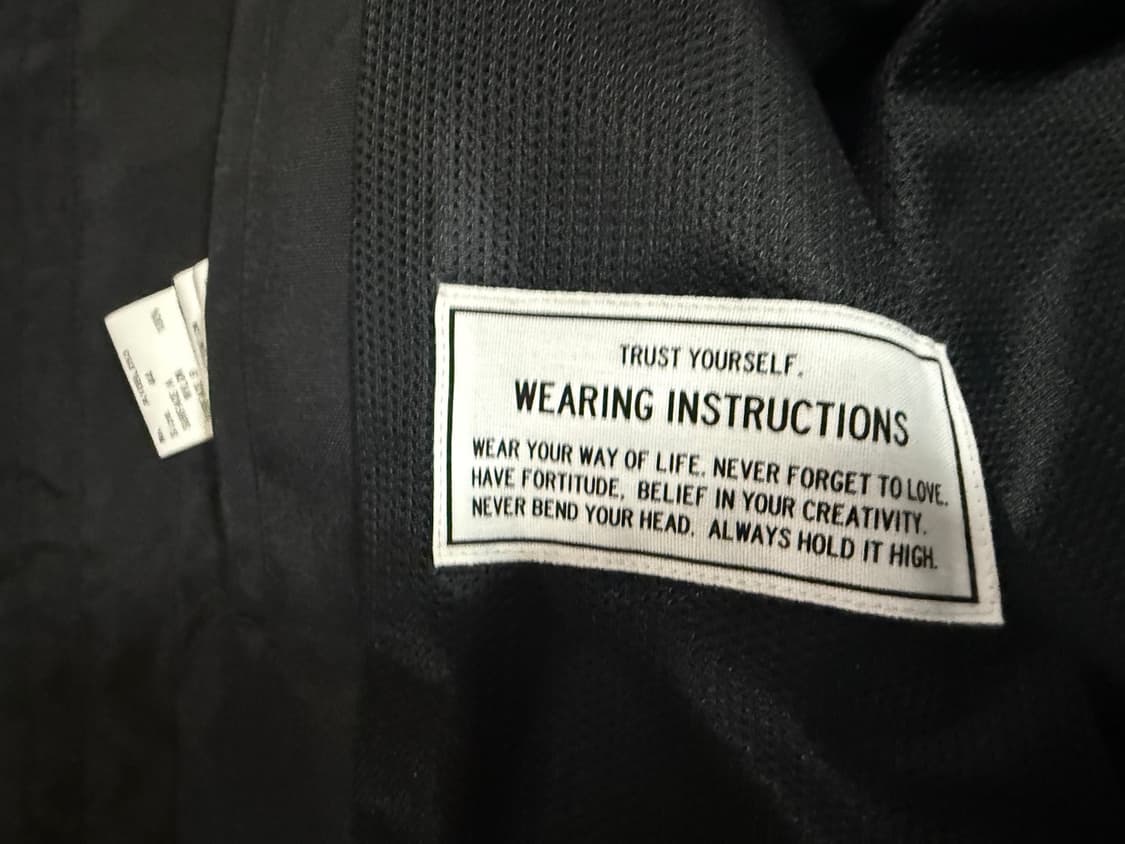 TRUST YOURSELF.
WEARING INSTRUCTIONS
WEAR YOUR WAY OF LIFE. NEVER FORGET TO LOVE.
HAVE FORTITUDE, BELIEF IN YOUR CREATIVITY.
NEVER BEND YOUR HEAD. ALWAYS HOLD IT HIGH.